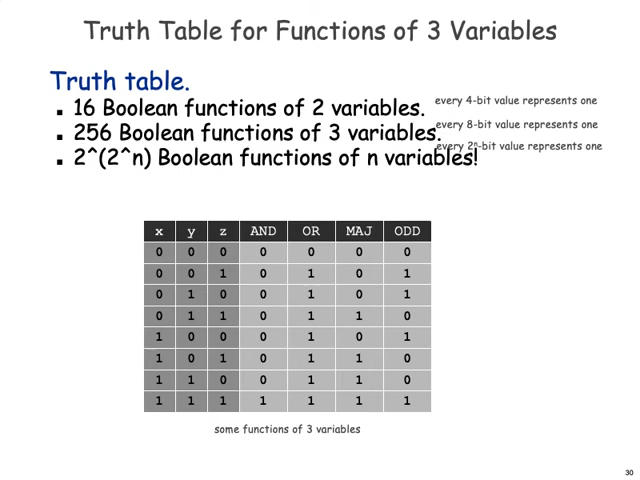 Truth Table for Functions of 3 Variables
Truth table.
▪ 16 Boolean functions of 2 variables. every 4-bit value represents one
▪ 256 Boolean functions of 3 variables. every 8-bit value represents one
▪ 2^(2^n) Boolean functions of n variables! every 2ⁿ-bit value represents one
x y z AND OR MAJ ODD
0 0 0 0 0 0 0
0 0 1 0 1 0 1
0 1 0 0 1 0 1
0 1 1 0 1 1 0
1 0 0 0 1 0 1
1 0 1 0 1 1 0
1 1 0 0 1 1 0
1 1 1 1 1 1 1
some functions of 3 variables
30